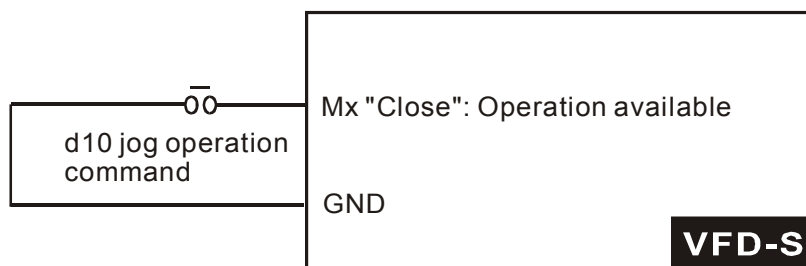 Mx "Close": Operation available
d10 jog operation
command
GND
VFD-S